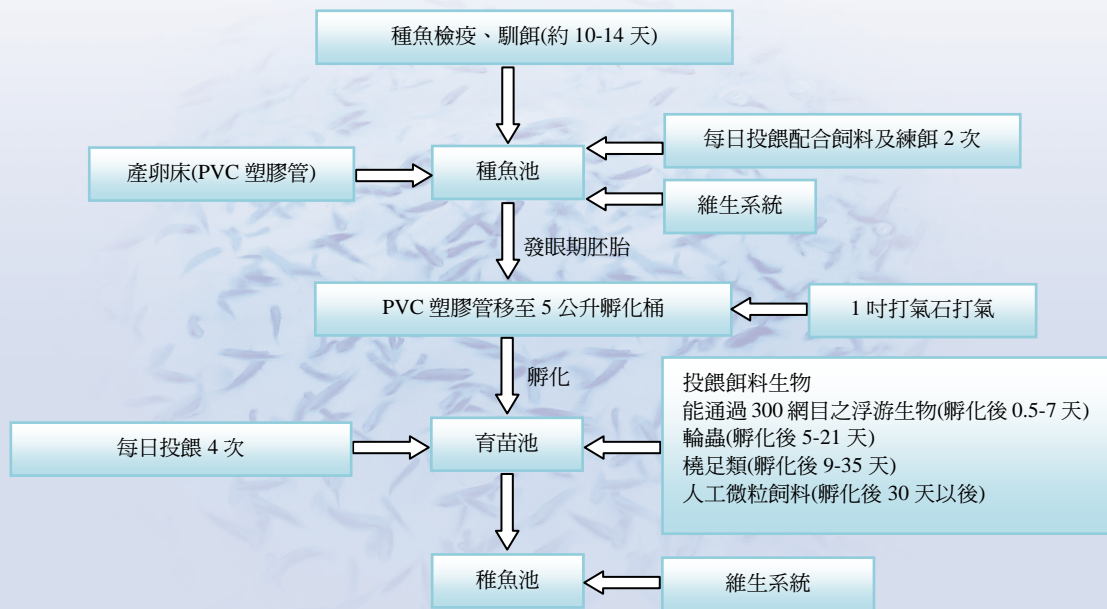 種魚檢疫、馴餌(約 10-14 天)
每日投餵配合飼料及練餌 2 次
產卵床(PVC 塑膠管)
種魚池
維生系統
發眼期胚胎
PVC 塑膠管移至 5 公升孵化桶
1 吋打氣石打氣
孵化
投餵餌料生物
能通過 300 網目之浮游生物(孵化後 0.5-7 天)
輪蟲(孵化後 5-21 天)
橈足類(孵化後 9-35 天)
人工微粒飼料(孵化後 30 天以後)
每日投餵 4 次
育苗池
稚魚池
維生系統